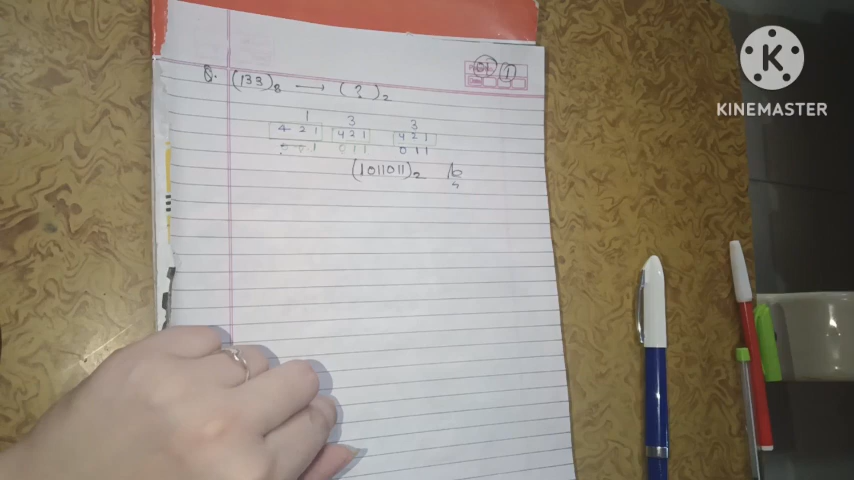 Q. (133)8 → (?)2
1 3 3
4 2 1 4 2 1 4 2 1
0 0 1 0 1 1 0 1 1
(1011011)2
K
KINEMASTER